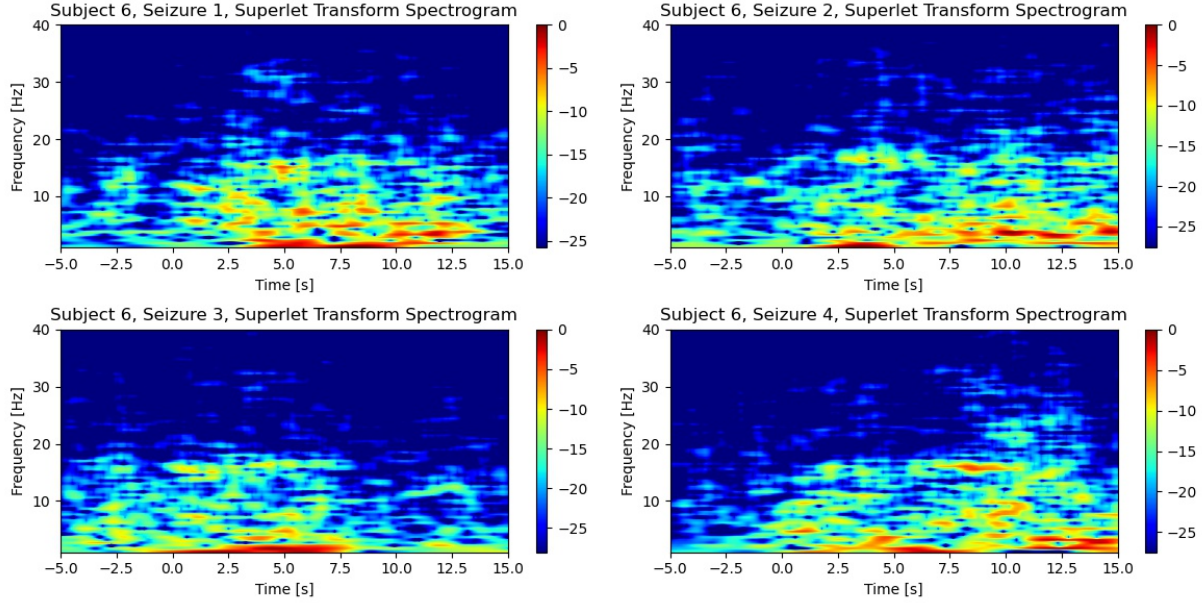 Subject 6, Seizure 1, Superlet Transform Spectrogram
40
30
20
10
Frequency [Hz]
−5.0 −2.5 0.0 2.5 5.0 7.5 10.0 12.5 15.0
Time [s]
0
−5
−10
−15
−20
−25
Subject 6, Seizure 2, Superlet Transform Spectrogram
40
30
20
10
Frequency [Hz]
−5.0 −2.5 0.0 2.5 5.0 7.5 10.0 12.5 15.0
Time [s]
0
−5
−10
−15
−20
−25
Subject 6, Seizure 3, Superlet Transform Spectrogram
40
30
20
10
Frequency [Hz]
−5.0 −2.5 0.0 2.5 5.0 7.5 10.0 12.5 15.0
Time [s]
0
−5
−10
−15
−20
−25
Subject 6, Seizure 4, Superlet Transform Spectrogram
40
30
20
10
Frequency [Hz]
−5.0 −2.5 0.0 2.5 5.0 7.5 10.0 12.5 15.0
Time [s]
0
−5
−10
−15
−20
−25